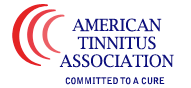 AMERICAN
TINNITUS
ASSOCIATION
COMMITTED TO A CURE